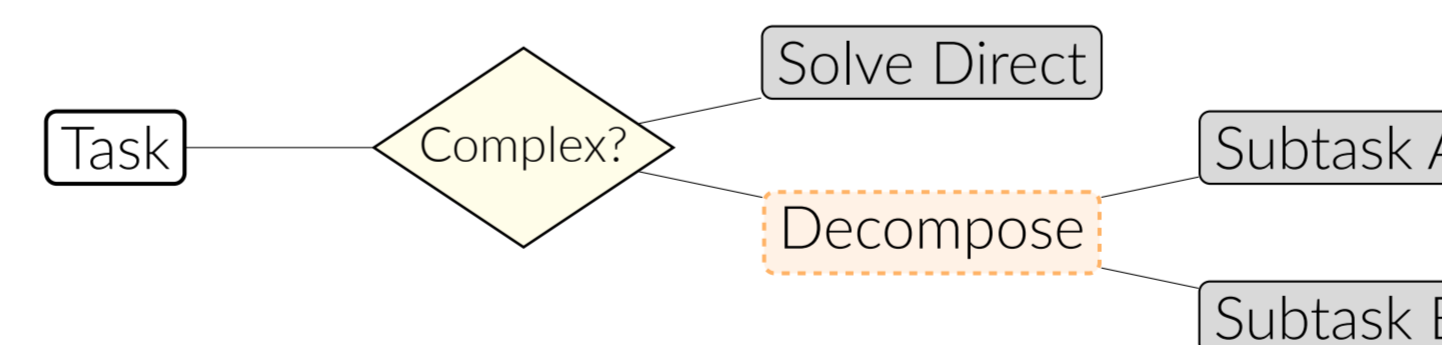 Task
Complex?
Solve Direct
Decompose
Subtask
Subtask